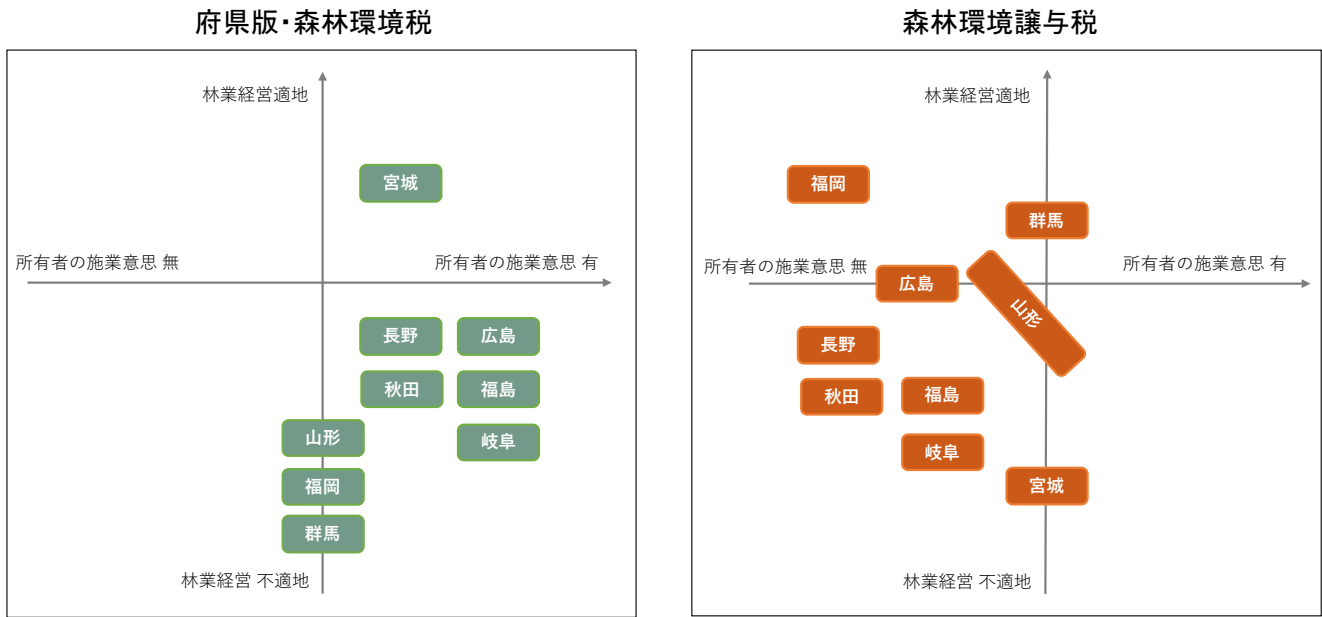 府県版・森林環境税
林業経営適地
宮城
所有者の施業意思 無
所有者の施業意思 有
長野
広島
秋田
福島
山形
岐阜
福岡
群馬
林業経営 不適地
森林環境譲与税
林業経営適地
福岡
群馬
所有者の施業意思 無
所有者の施業意思 有
広島
山形
長野
秋田
福島
岐阜
宮城
林業経営 不適地